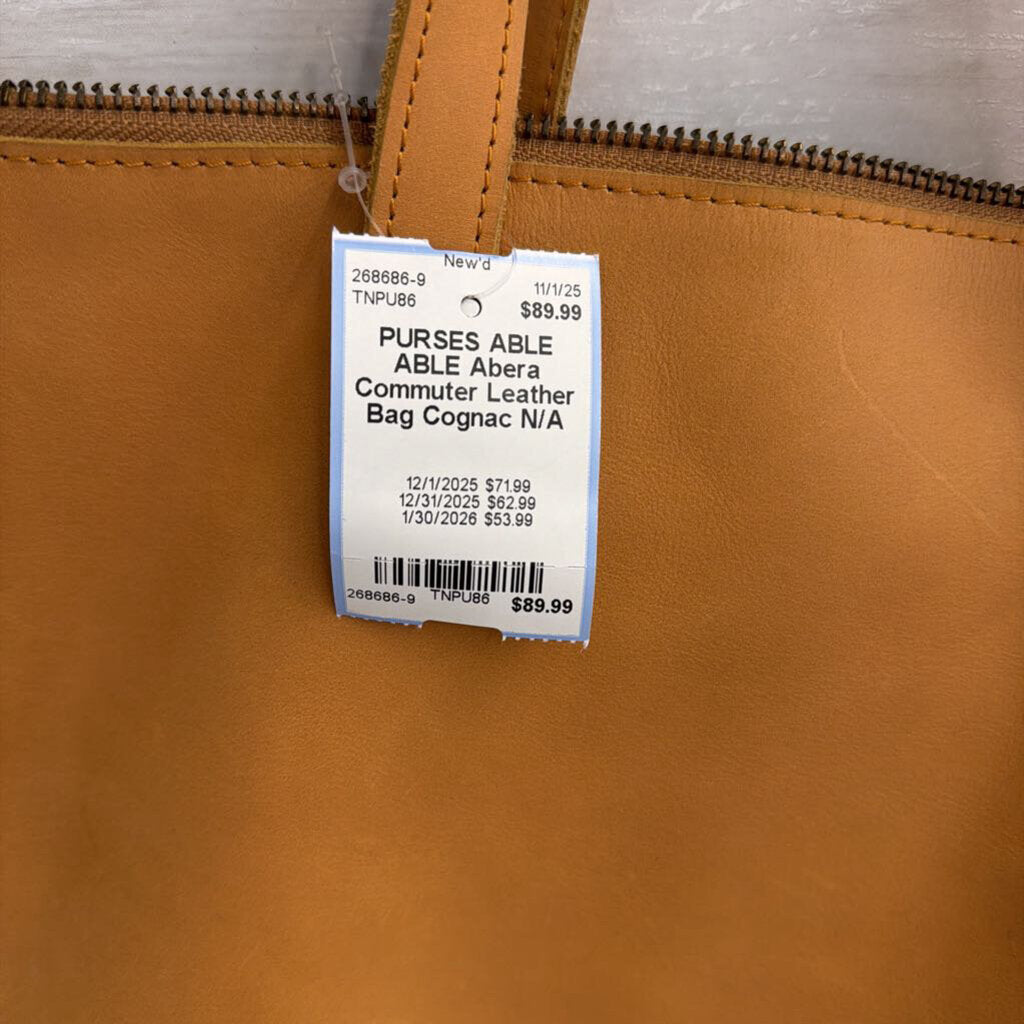 New'd
268686-9 11/1/25
TNPU86 $89.99
PURSES ABLE
ABLE Abera
Commuter Leather
Bag Cognac N/A
12/1/2025 $71.99
12/31/2025 $62.99
1/30/2026 $53.99
268686-9 TNPU86 $89.99